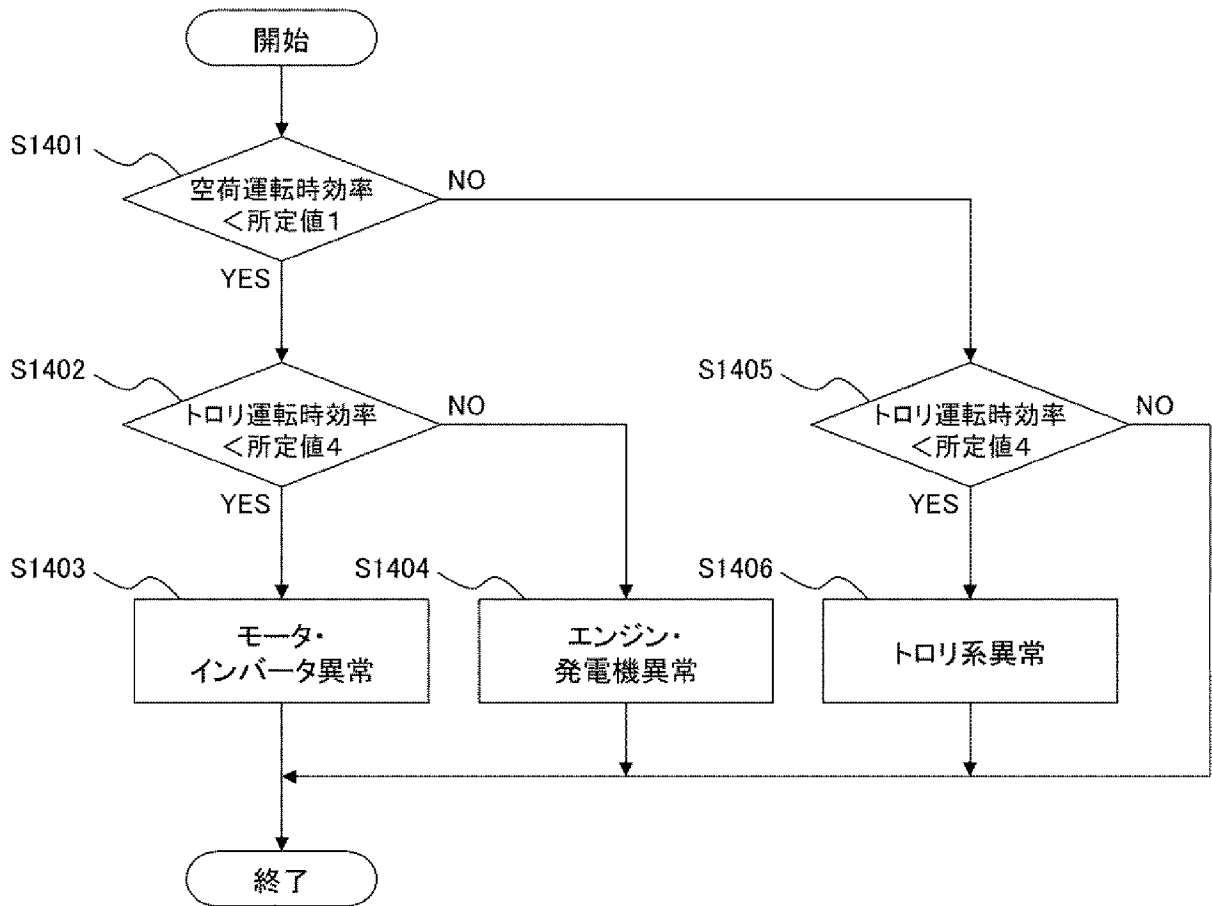 開始
S1401
空荷運転時効率
<所定値1
NO
YES
S1402
トロリ運転時効率
<所定値4
NO
YES
S1405
トロリ運転時効率
<所定値4
NO
YES
S1403
モータ・
インバータ異常
S1404
エンジン・
発電機異常
S1406
トロリ系異常
終了